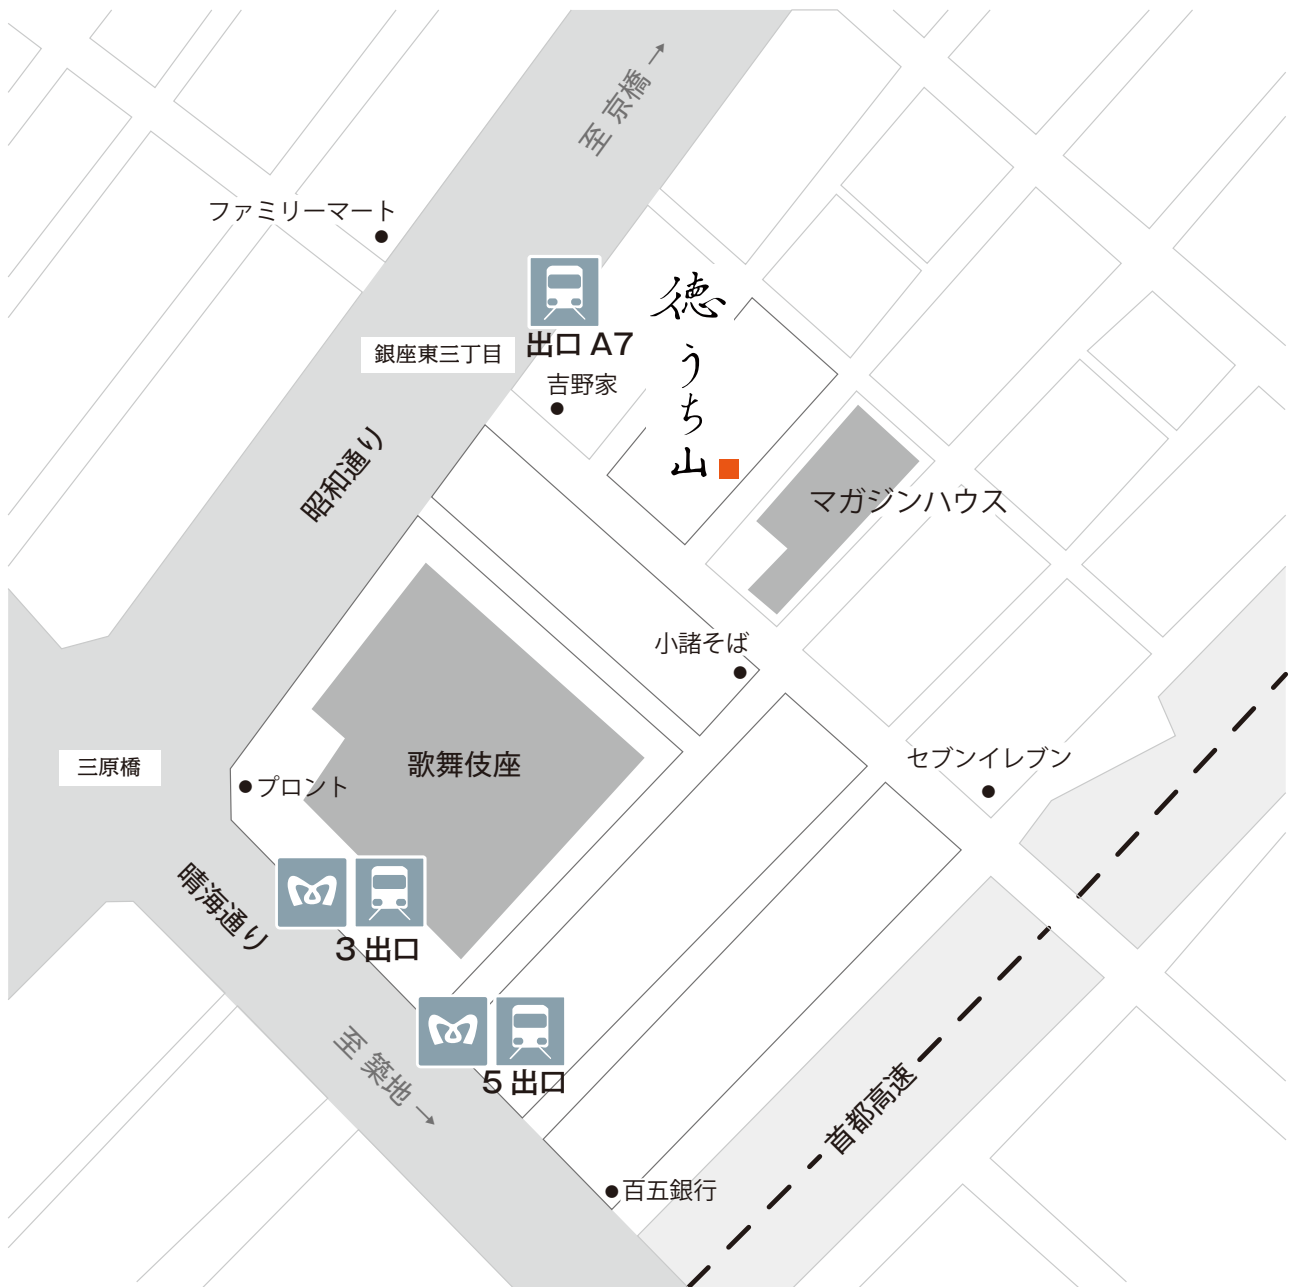 至 京橋 →
ファミリーマート
徳
うち
山
出口 A7
銀座東三丁目
吉野家
昭和通り
マガジンハウス
小諸そば
歌舞伎座
セブンイレブン
三原橋
プロント
晴海通り
3 出口
至 築地 →
5 出口
首都高速
百五銀行